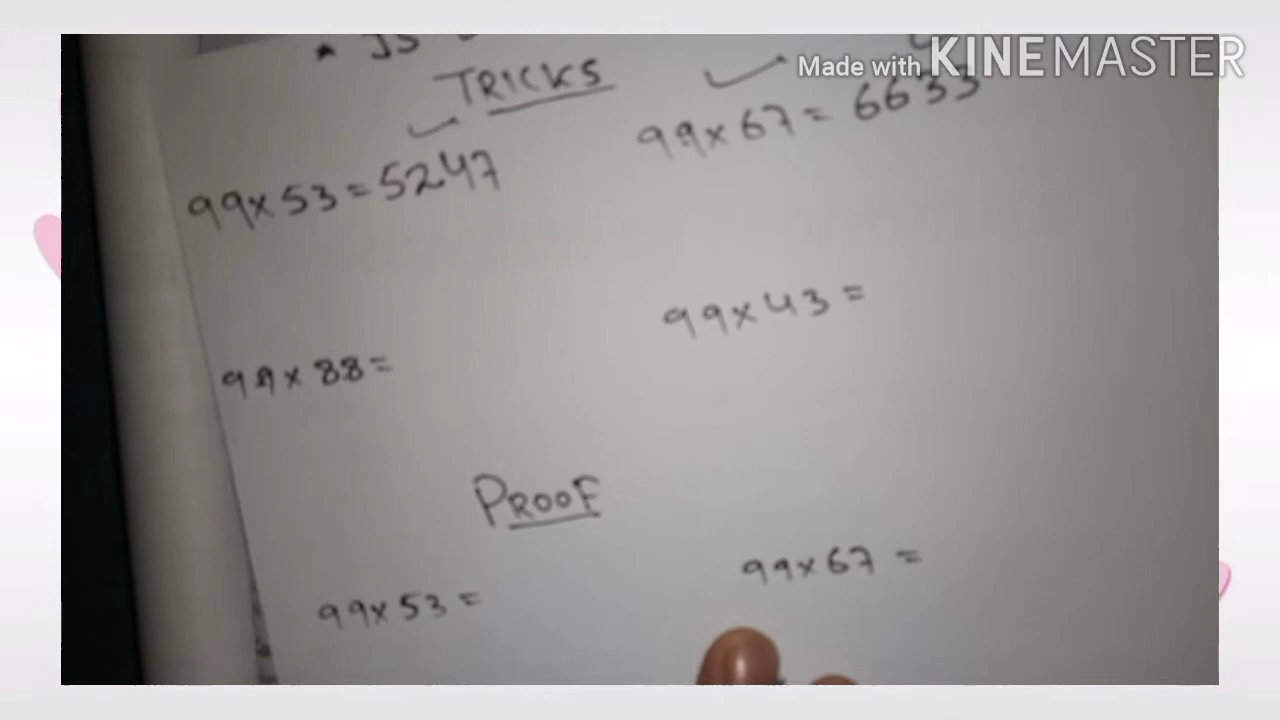 Made with KINEMASTER
TRICKS
99x53=5247
99x67=6633
99x88=
99x43=
PROOF
99x53=
99x67=